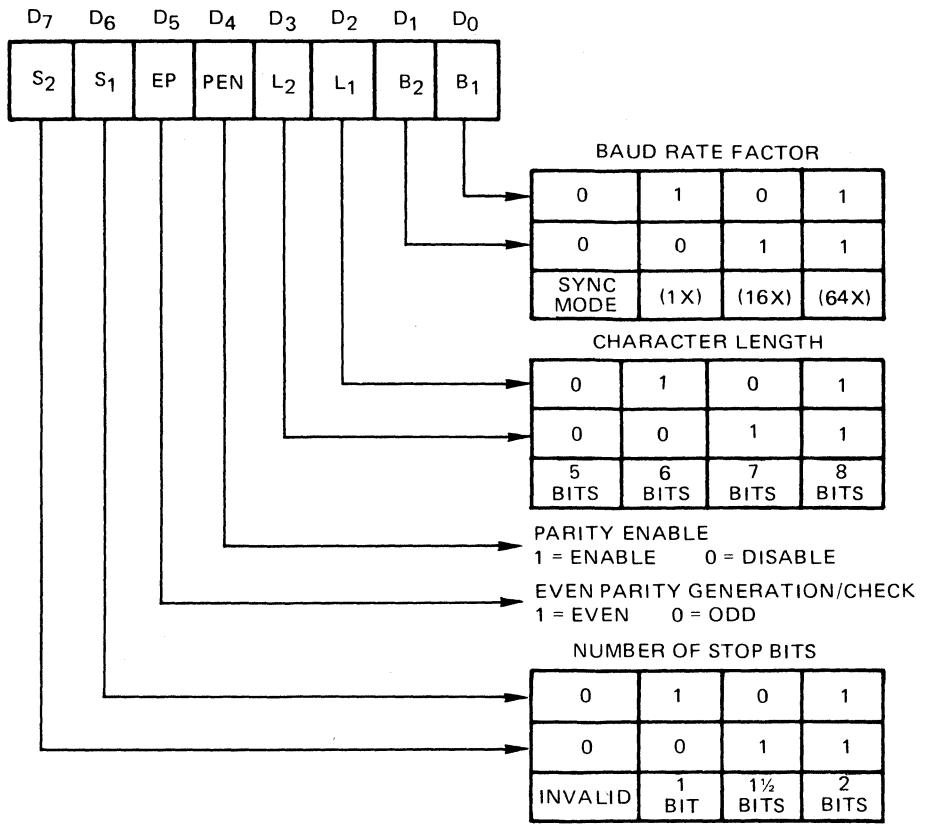 D7 D6 D5 D4 D3 D2 D1 D0
S2 S1 EP PEN L2 L1 B2 B1
BAUD RATE FACTOR
0 1 0 1
0 0 1 1
SYNC MODE (1X) (16X) (64X)
CHARACTER LENGTH
0 1 0 1
0 0 1 1
5 6 7 8
BITS BITS BITS BITS
PARITY ENABLE
1 = ENABLE 0 = DISABLE
EVEN PARITY GENERATION/CHECK
1 = EVEN 0 = ODD
NUMBER OF STOP BITS
0 1 0 1
0 0 1 1
INVALID 1 BIT 1½ BITS 2 BITS